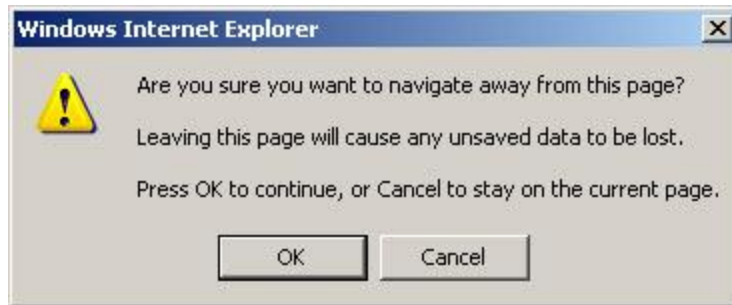 Windows Internet Explorer
Are you sure you want to navigate away from this page?
Leaving this page will cause any unsaved data to be lost.
Press OK to continue, or Cancel to stay on the current page.
OK
Cancel